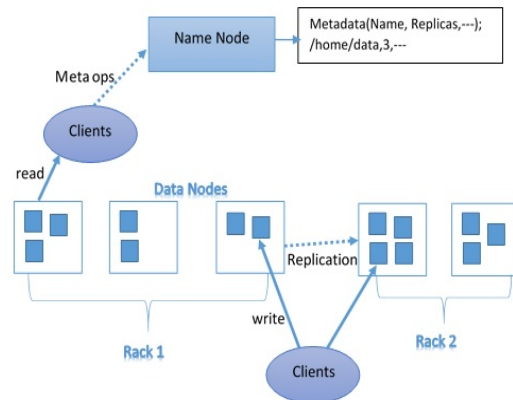 Metadata(Name, Replicas,---);
/home/data,3,---
Name Node
Meta ops
Clients
read
Data Nodes
Replication
write
Rack 1
Rack 2
Clients